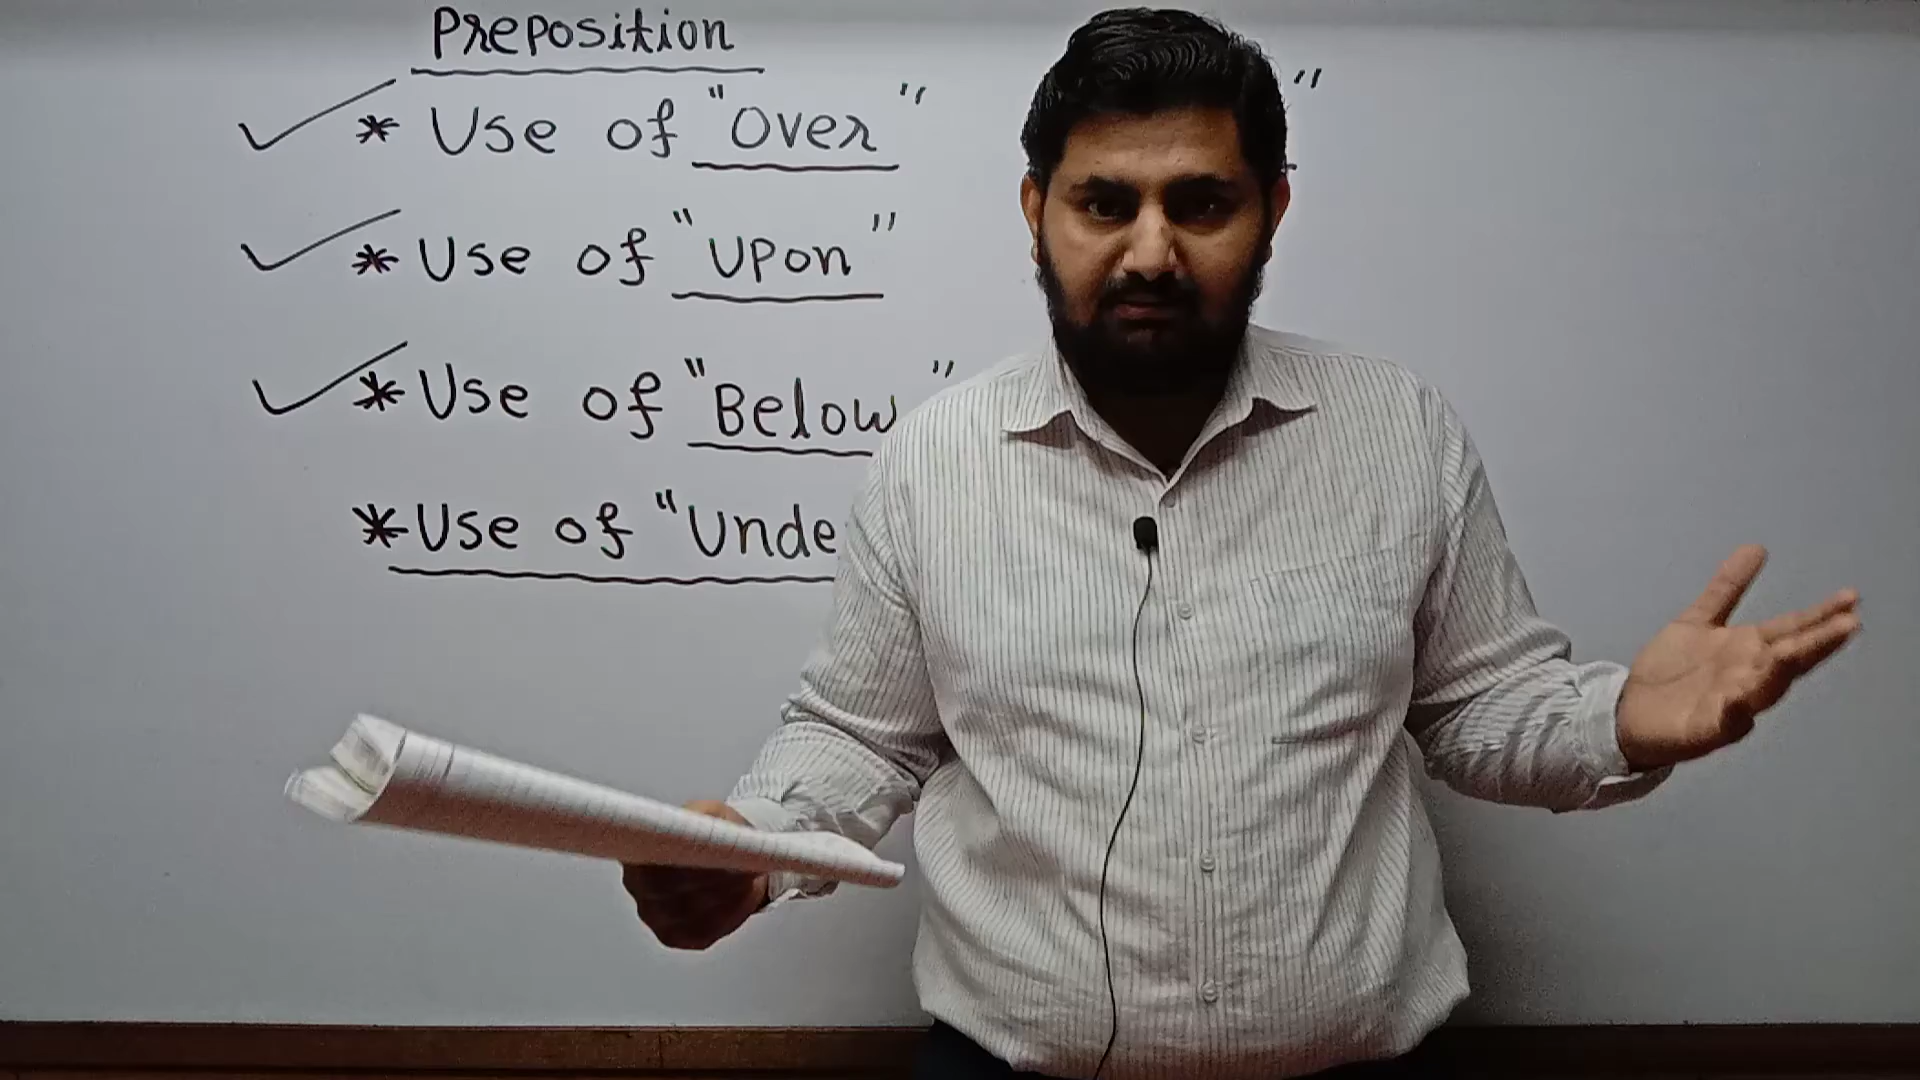 Preposition
* Use of "Over" "
* Use of "Upon"
* Use of "Below"
* Use of "Unde